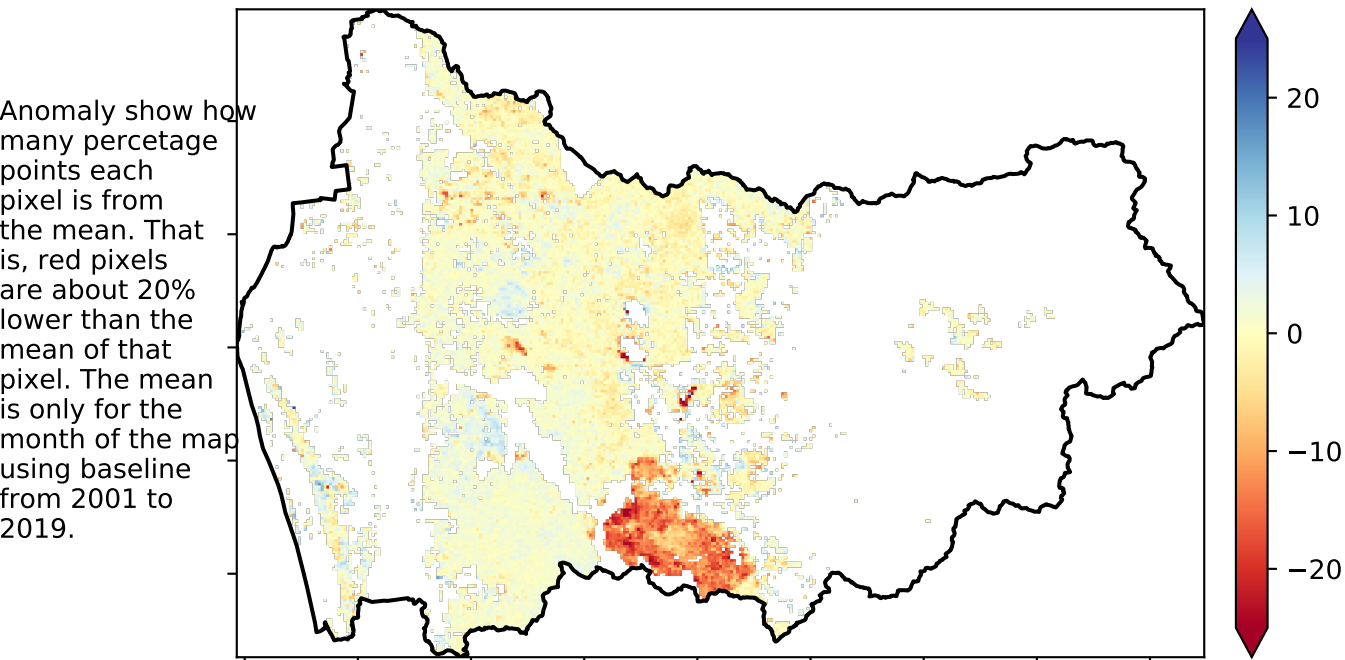 Anomaly show how
many percetage
points each
pixel is from
the mean. That
is, red pixels
are about 20%
lower than the
mean of that
pixel. The mean
is only for the
month of the map
using baseline
from 2001 to
2019.
20
10
0
−10
−20